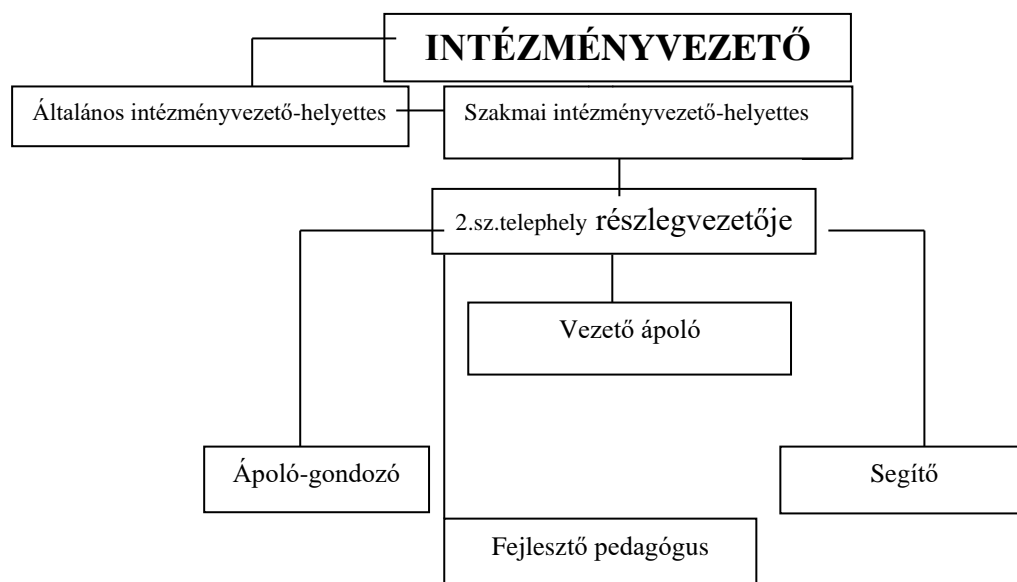 INTÉZMÉNYVEZETŐ
Általános intézményvezető-helyettes
Szakmai intézményvezető-helyettes
2.sz.telephely részlegvezetője
Vezető ápoló
Ápoló-gondozó
Segítő
Fejlesztő pedagógus